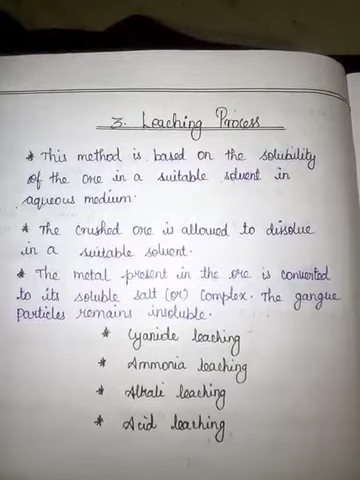 3. Leaching Process
* This method is based on the solubility
of the ore in a suitable solvent in
aqueous medium.
* The crushed ore is allowed to dissolve
in a suitable solvent.
* The metal present in the ore is converted
to its soluble salt (or) complex. The gangue
particles remains insoluble.
* Cyanide leaching
* Ammonia leaching
* Alkali leaching
* Acid leaching